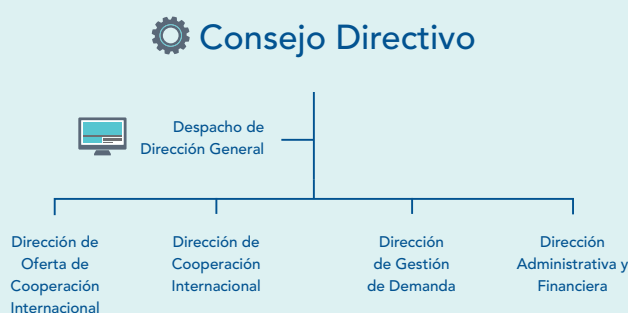 Consejo Directivo
Despacho de
Dirección General
Dirección de
Oferta de
Cooperación
Internacional
Dirección de
Cooperación
Internacional
Dirección
de Gestión
de Demanda
Dirección
Administrativa y
Financiera